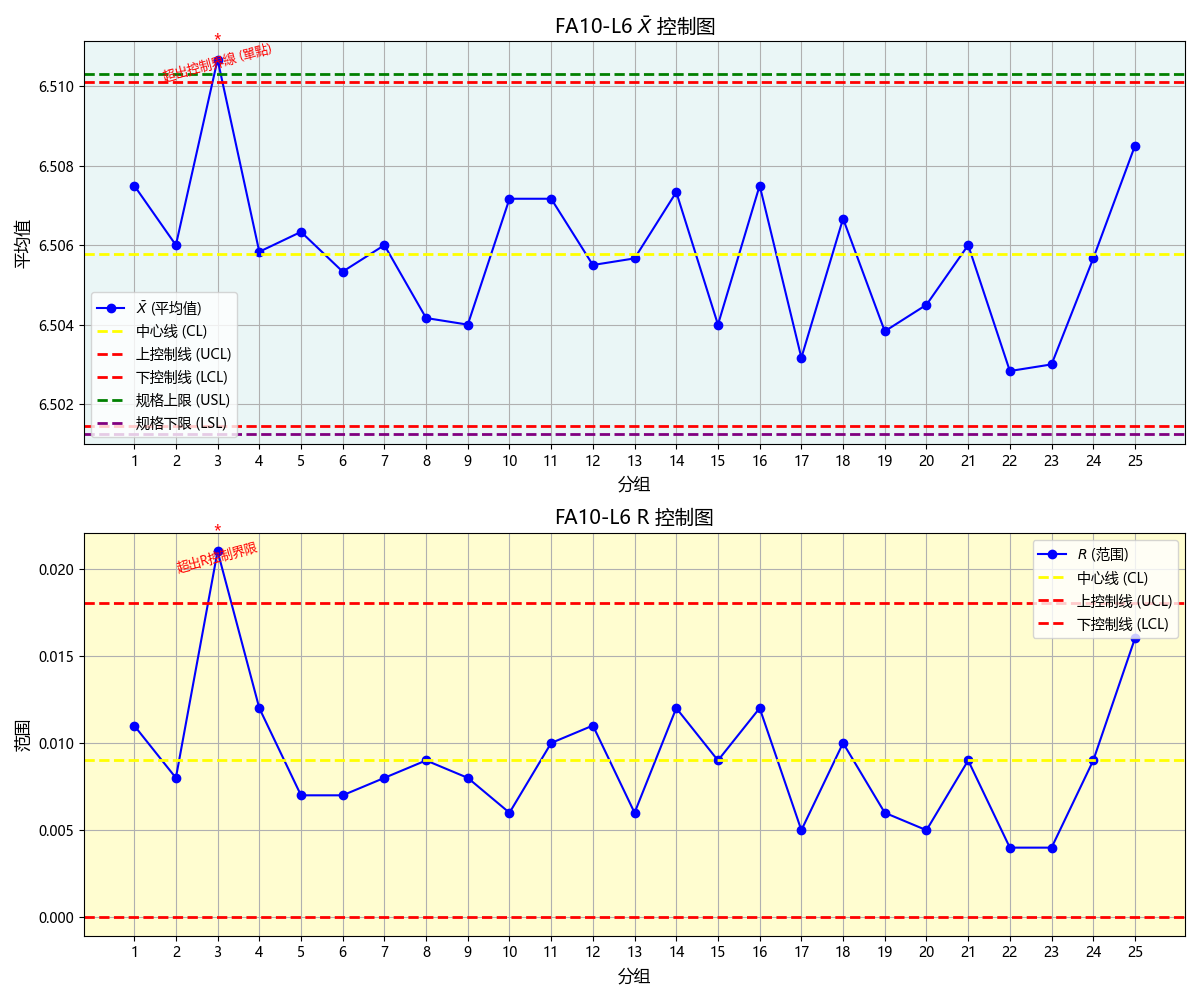 FA10-L6 X̄ 控制图
*
超出控制界線 (單點)
6.510
6.508
6.506
6.504
6.502
平均值
X̄ (平均值)
中心线 (CL)
上控制线 (UCL)
下控制线 (LCL)
规格上限 (USL)
规格下限 (LSL)
1 2 3 4 5 6 7 8 9 10 11 12 13 14 15 16 17 18 19 20 21 22 23 24 25
分组
FA10-L6 R 控制图
*
超出R控制界限
0.020
0.015
0.010
0.005
0.000
范围
R (范围)
中心线 (CL)
上控制线 (UCL)
下控制线 (LCL)
1 2 3 4 5 6 7 8 9 10 11 12 13 14 15 16 17 18 19 20 21 22 23 24 25
分组